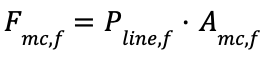 F_{mc,f} = P_{line,f} · A_{mc,f}